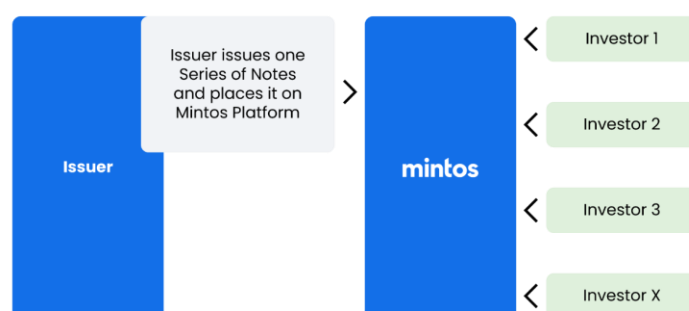 Issuer
Issuer issues one
Series of Notes
and places it on
Mintos Platform
mintos
Investor 1
Investor 2
Investor 3
Investor X